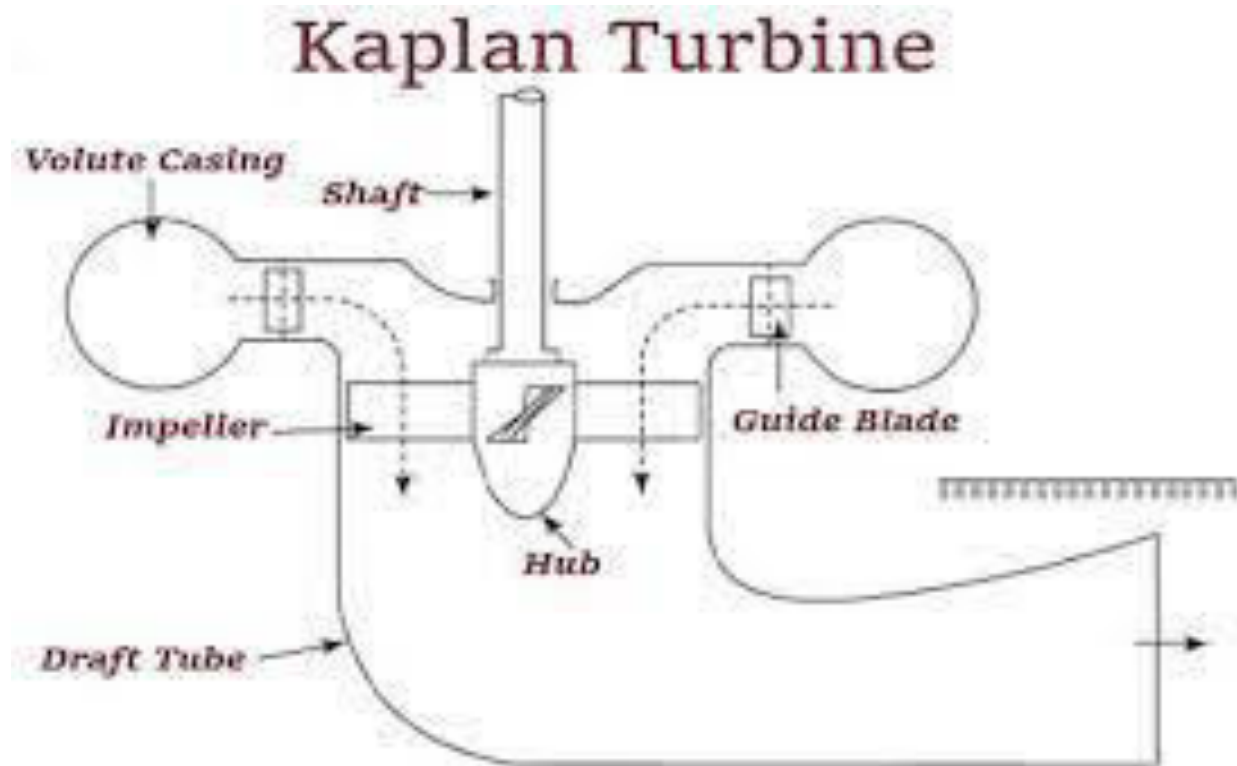 Kaplan Turbine
Volute Casing
Shaft
Impeller
Guide Blade
Hub
Draft Tube